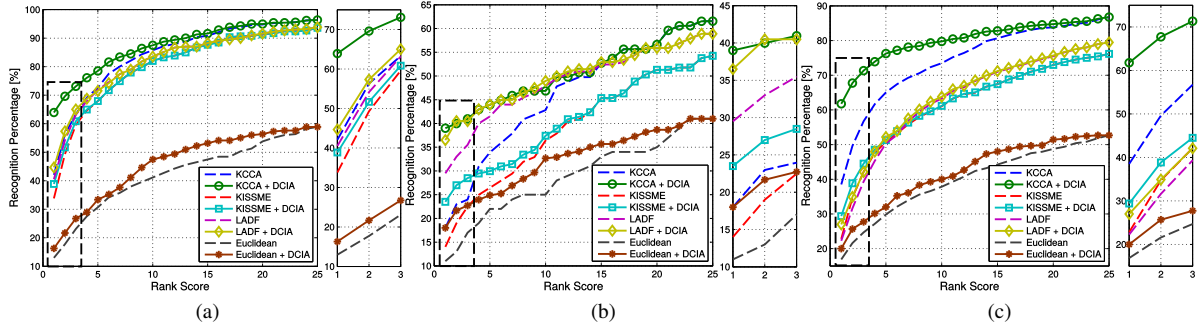 100
90
80
70
60
50
40
30
20
10
5 10 15 20 25
Recognition Percentage [%]
Rank Score
KCCA
KCCA + DCIA
KISSME
KISSME + DCIA
LADF
LADF + DCIA
Euclidean
Euclidean + DCIA
70
60
50
40
30
20
10
1 2 3
(a)
65
60
55
50
45
40
35
30
25
20
15
10
5 10 15 20 25
Recognition Percentage [%]
Rank Score
KCCA
KCCA + DCIA
KISSME
KISSME + DCIA
LADF
LADF + DCIA
Euclidean
Euclidean + DCIA
45
40
35
30
25
20
15
1 2 3
(b)
90
80
70
60
50
40
30
20
5 10 15 20 25
Recognition Percentage [%]
Rank Score
KCCA
KCCA + DCIA
KISSME
KISSME + DCIA
LADF
LADF + DCIA
Euclidean
Euclidean + DCIA
70
60
50
40
30
20
1 2 3
(c)